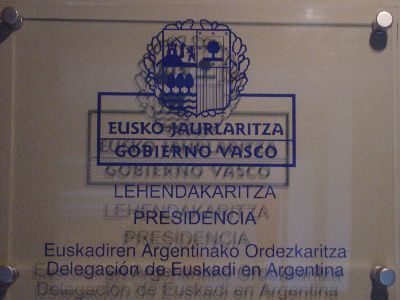 EUSKO JAURLARITZA
GOBIERNO VASCO
LEHENDAKARITZA
PRESIDENCIA
Euskadiren Argentinako Ordezkaritza
Delegación de Euskadi en Argentina